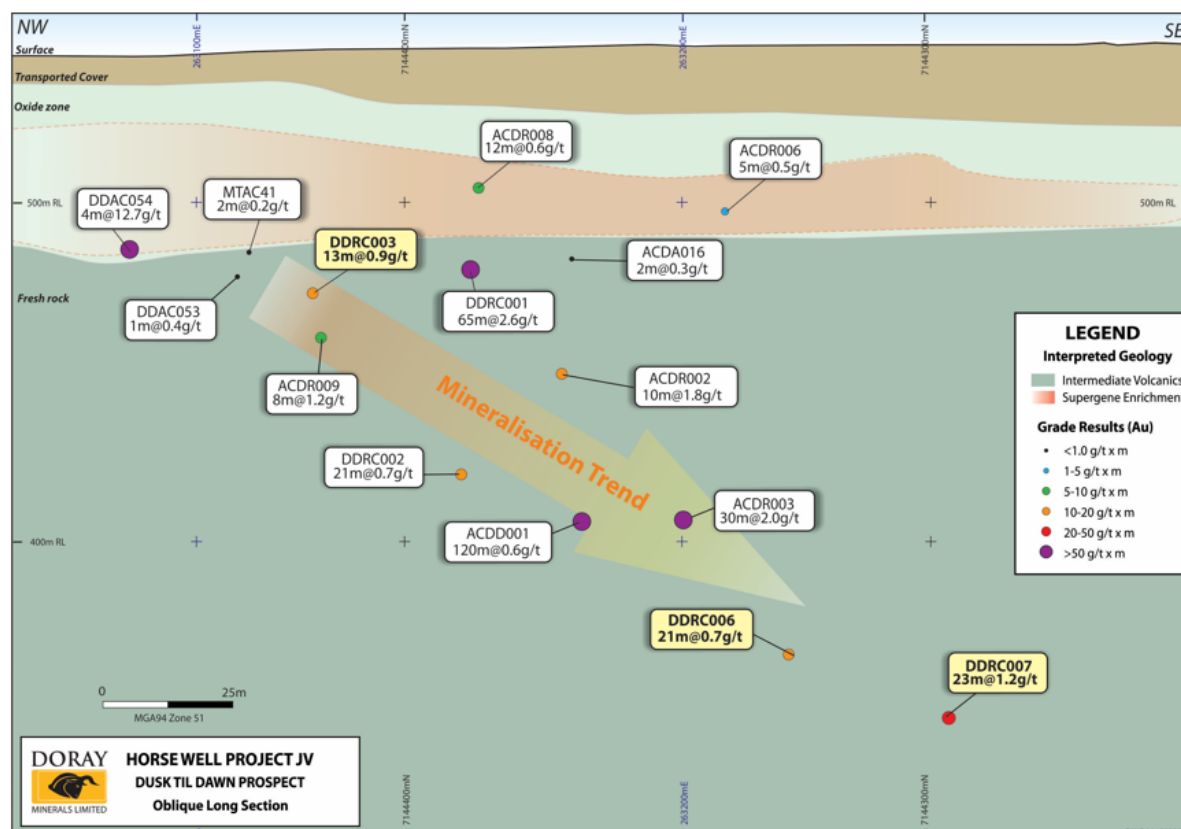 NW
SE
263100mE
7144400mN
263200mE
7144300mN
Surface
Transported Cover
Oxide zone
ACDR008
12m@0.6g/t
ACDR006
5m@0.5g/t
DDAC054
4m@12.7g/t
MTAC41
2m@0.2g/t
500m RL
500m RL
DDRC003
13m@0.9g/t
ACDA016
2m@0.3g/t
Fresh rock
DDAC053
1m@0.4g/t
DDRC001
65m@2.6g/t
ACDR009
8m@1.2g/t
ACDR002
10m@1.8g/t
Mineralisation Trend
DDRC002
21m@0.7g/t
ACDD001
120m@0.6g/t
ACDR003
30m@2.0g/t
400m RL
DDRC006
21m@0.7g/t
DDRC007
23m@1.2g/t
LEGEND
Interpreted Geology
Intermediate Volcanics
Supergene Enrichment
Grade Results (Au)
<1.0 g/t x m
1-5 g/t x m
5-10 g/t x m
10-20 g/t x m
20-50 g/t x m
>50 g/t x m
0 25m
MGA94 Zone 51
DORAY
MINERALS LIMITED
HORSE WELL PROJECT JV
DUSK TIL DAWN PROSPECT
Oblique Long Section
7144400mN
263200mE
7144300mN